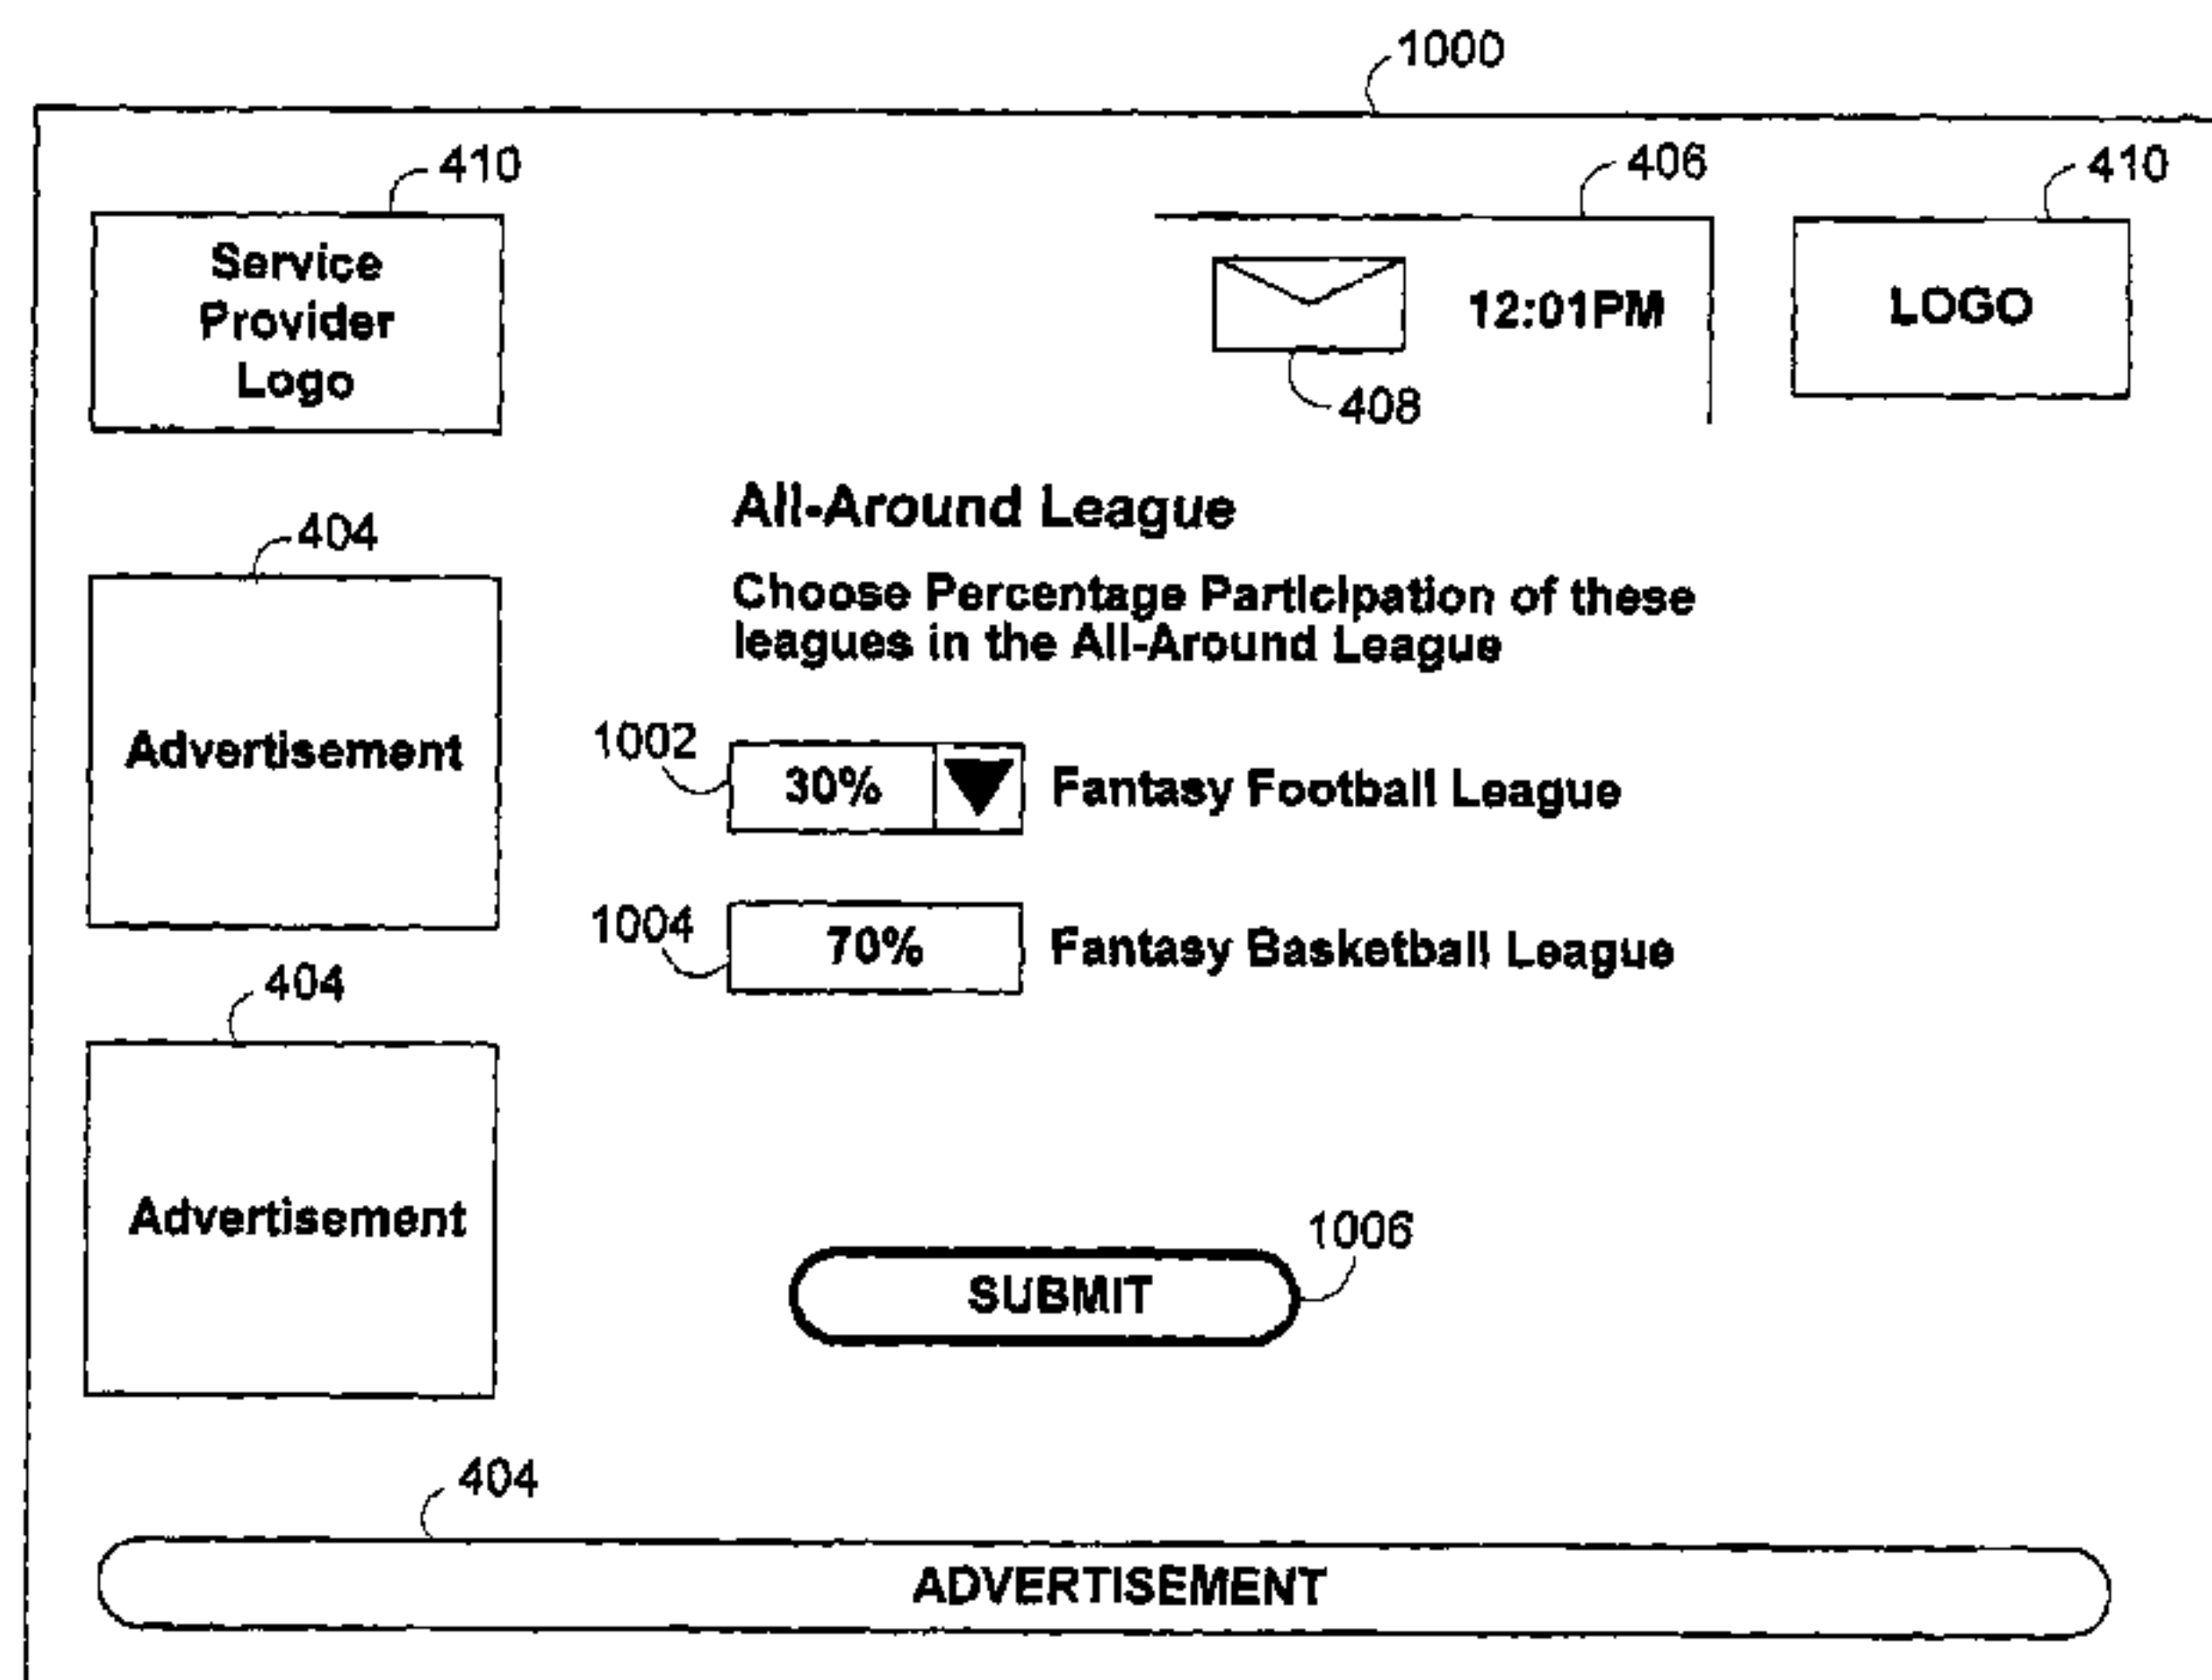 1000
410
406
410
Service
Provider
Logo
12:01PM
LOGO
408
All-Around League
404
Choose Percentage Participation of these
leagues in the All-Around League
Advertisement
1002
30%
Fantasy Football League
1004
70%
Fantasy Basketball League
404
Advertisement
1006
SUBMIT
404
ADVERTISEMENT